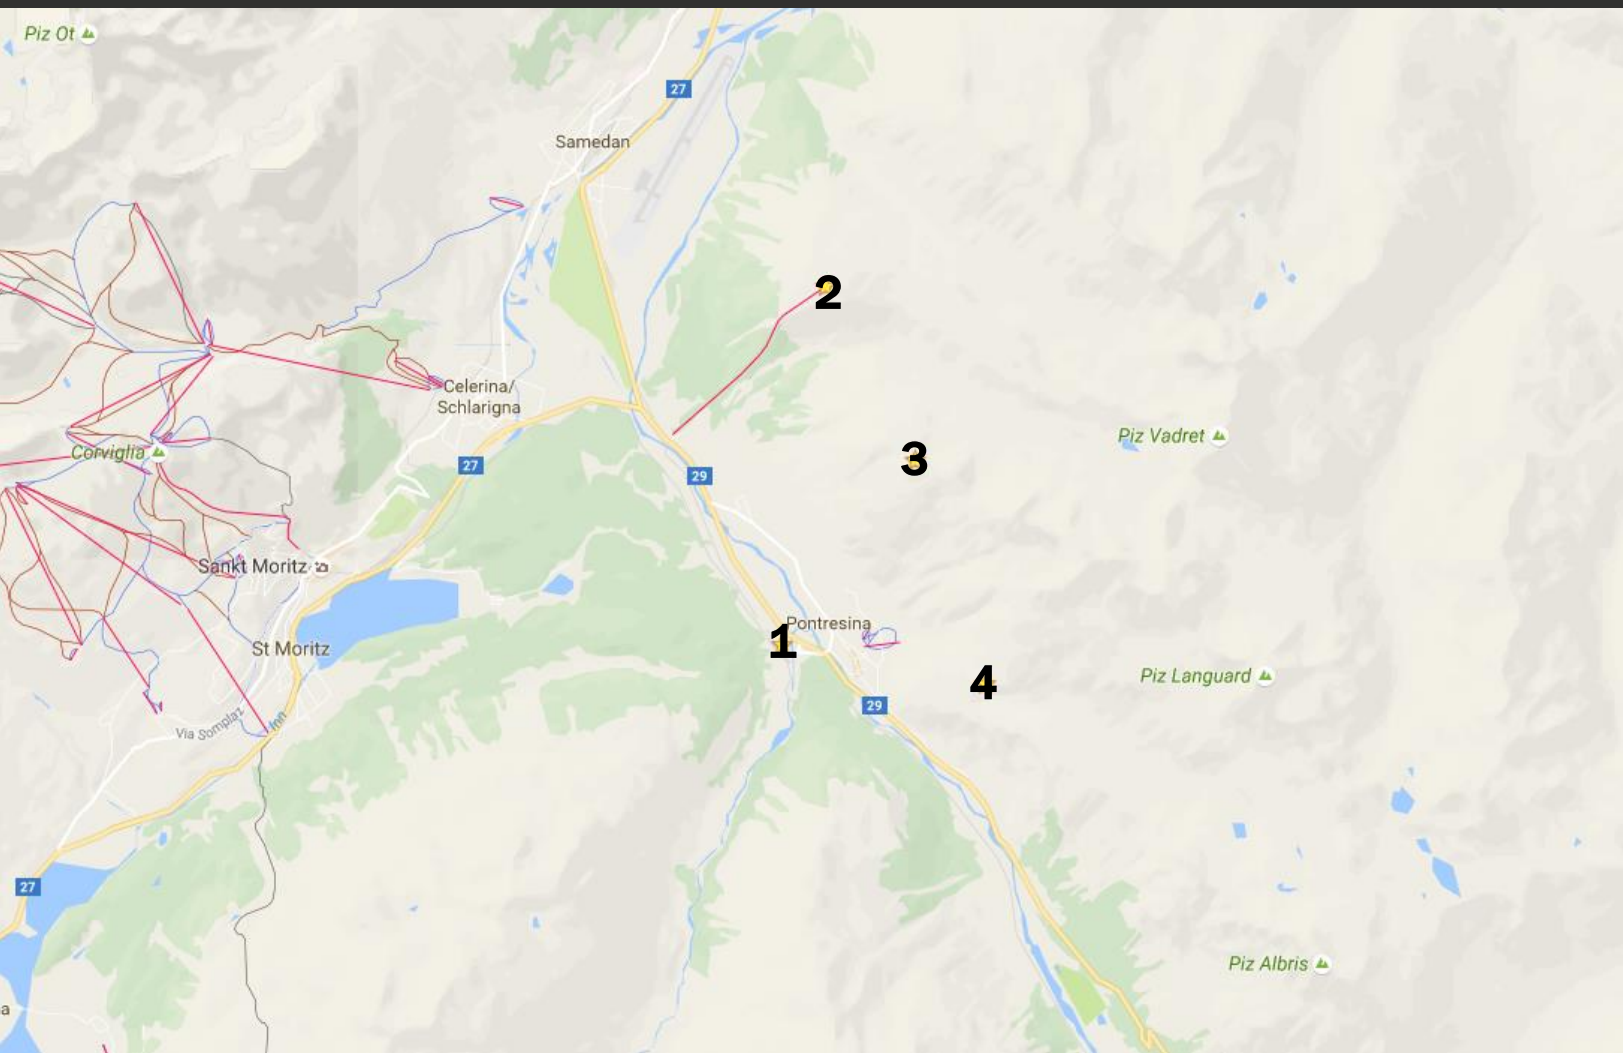 Piz Ot
27
Samedan
2
Celerina/
Schlarigna
Piz Vadret
Corviglia
3
27
29
Sankt Moritz
Pontresina
1
St Moritz
Piz Languard
4
29
Via Somplaz
Inn
27
Piz Albris
a